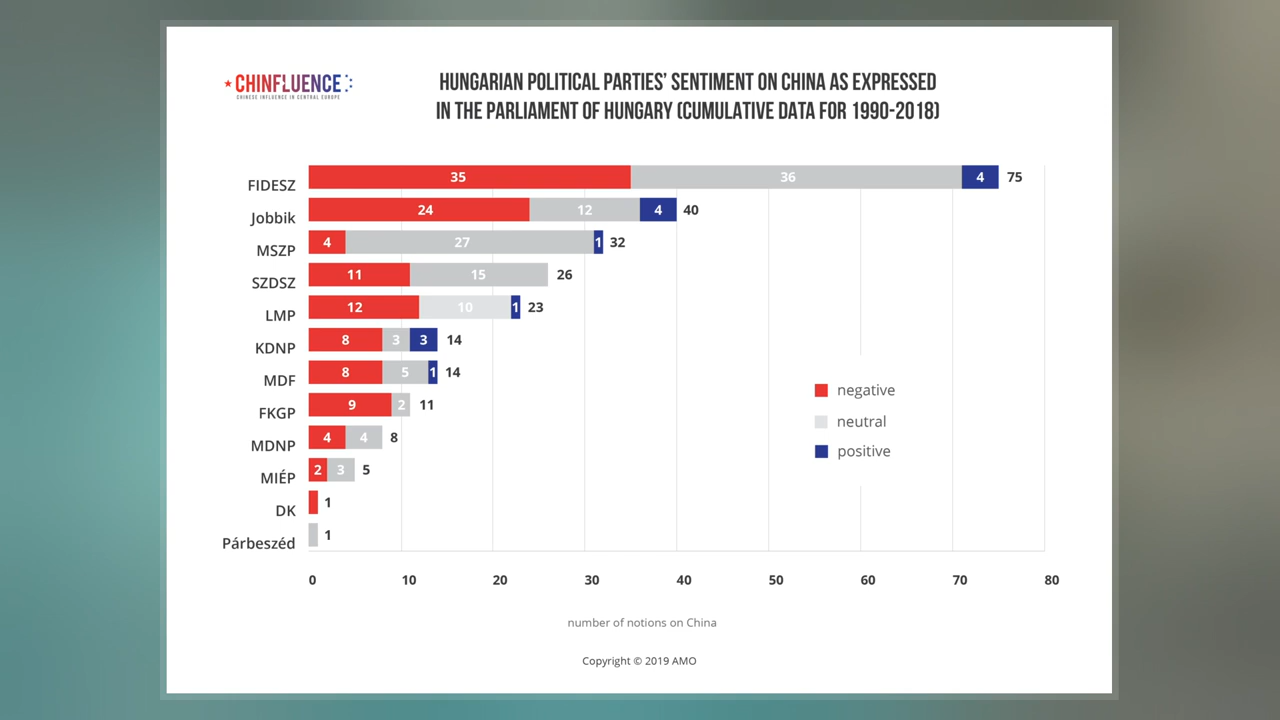 CHINFLUENCE
CHINESE INFLUENCE IN CENTRAL EUROPE
HUNGARIAN POLITICAL PARTIES’ SENTIMENT ON CHINA AS EXPRESSED
IN THE PARLIAMENT OF HUNGARY (CUMULATIVE DATA FOR 1990-2018)
FIDESZ 35 36 4 75
Jobbik 24 12 4 40
MSZP 4 27 1 32
SZDSZ 11 15 26
LMP 12 10 1 23
KDNP 8 3 3 14
MDF 8 5 1 14
FKGP 9 2 11
MDNP 4 4 8
MIÉP 2 3 5
DK 1
Párbeszéd 1
negative
neutral
positive
0 10 20 30 40 50 60 70 80
number of notions on China
Copyright © 2019 AMO